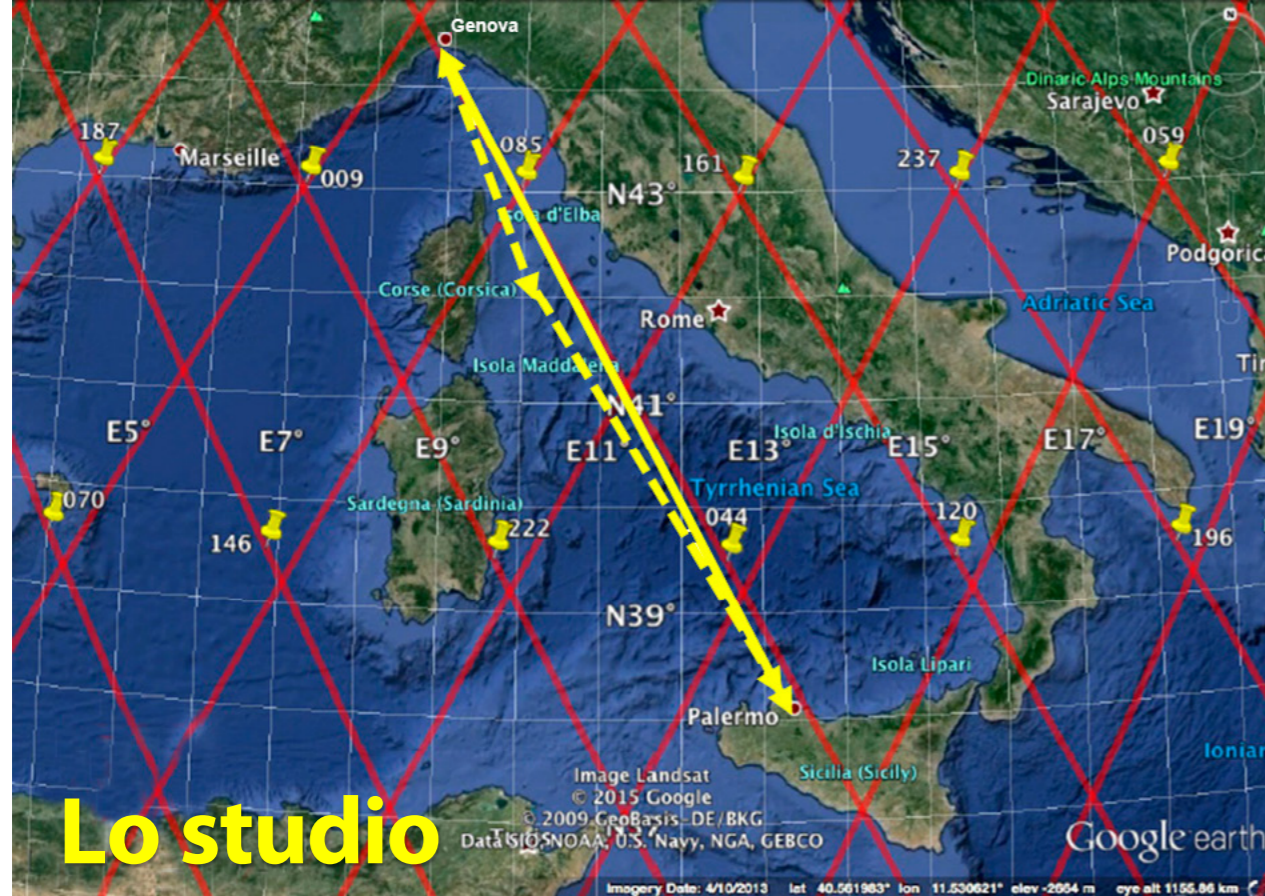 Genova
Dinaric Alps Mountains
Sarajevo
187
Marseille
009
085
161
237
059
N43°
Isola d'Elba
Podgorica
Corse (Corsica)
Rome
Adriatic Sea
Isola Maddalena
N41°
E5°
E7°
E9°
E11°
E13°
Isola d'Ischia
E15°
E17°
E19°
Tyrrhenian Sea
070
146
Sardegna (Sardinia)
222
044
120
196
N39°
Isola Lipari
Palermo
Ionian
Sicilia (Sicily)
Image Landsat
© 2015 Google
© 2009 GeoBasis-DE/BKG
Data SIO, NOAA, U.S. Navy, NGA, GEBCO
N37°
Lo studio
Google earth
Imagery Date: 4/10/2013 lat 40.561983° lon 11.530621° elev -2664 m eye alt 1155.86 km
N